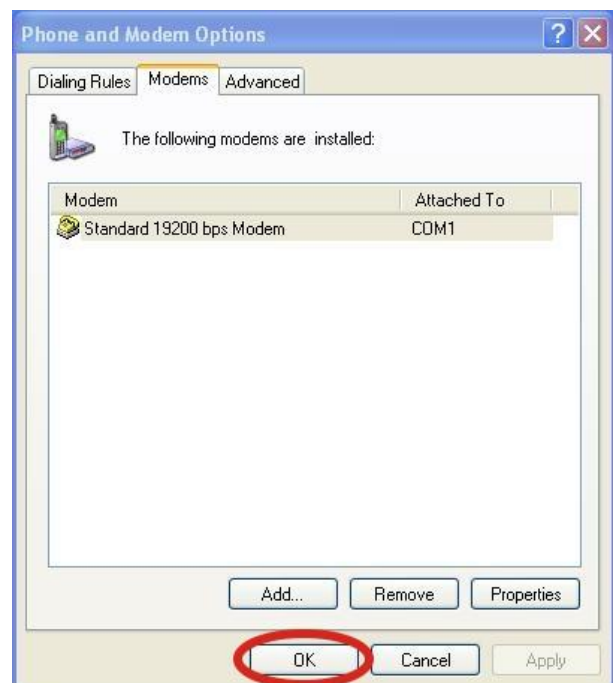 Phone and Modem Options
Dialing Rules Modems Advanced
The following modems are installed:
Modem Attached To
Standard 19200 bps Modem COM1
Add... Remove Properties
OK Cancel Apply